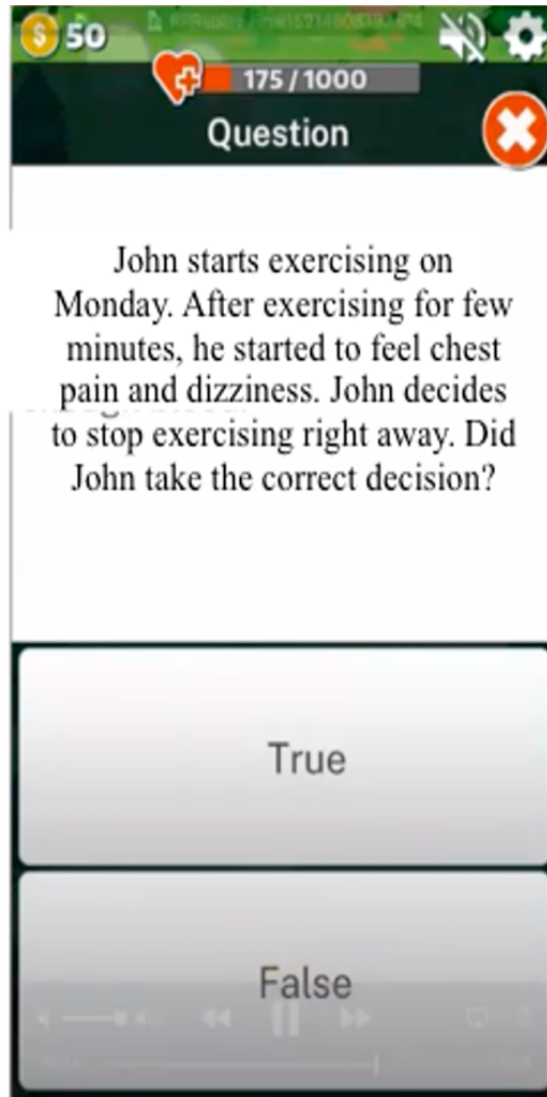 50
175/1000
Question
John starts exercising on
Monday. After exercising for few
minutes, he started to feel chest
pain and dizziness. John decides
to stop exercising right away. Did
John take the correct decision?
True
False